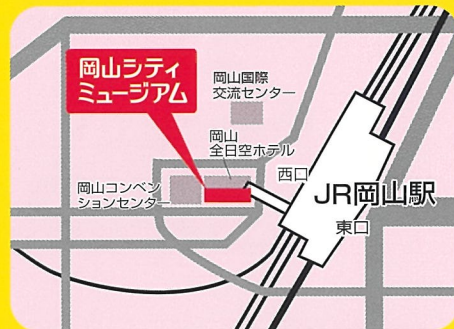 岡山シティ
ミュージアム
岡山国際
交流センター
岡山
全日空ホテル
岡山コンベン
ションセンター
西口
JR岡山駅
東口